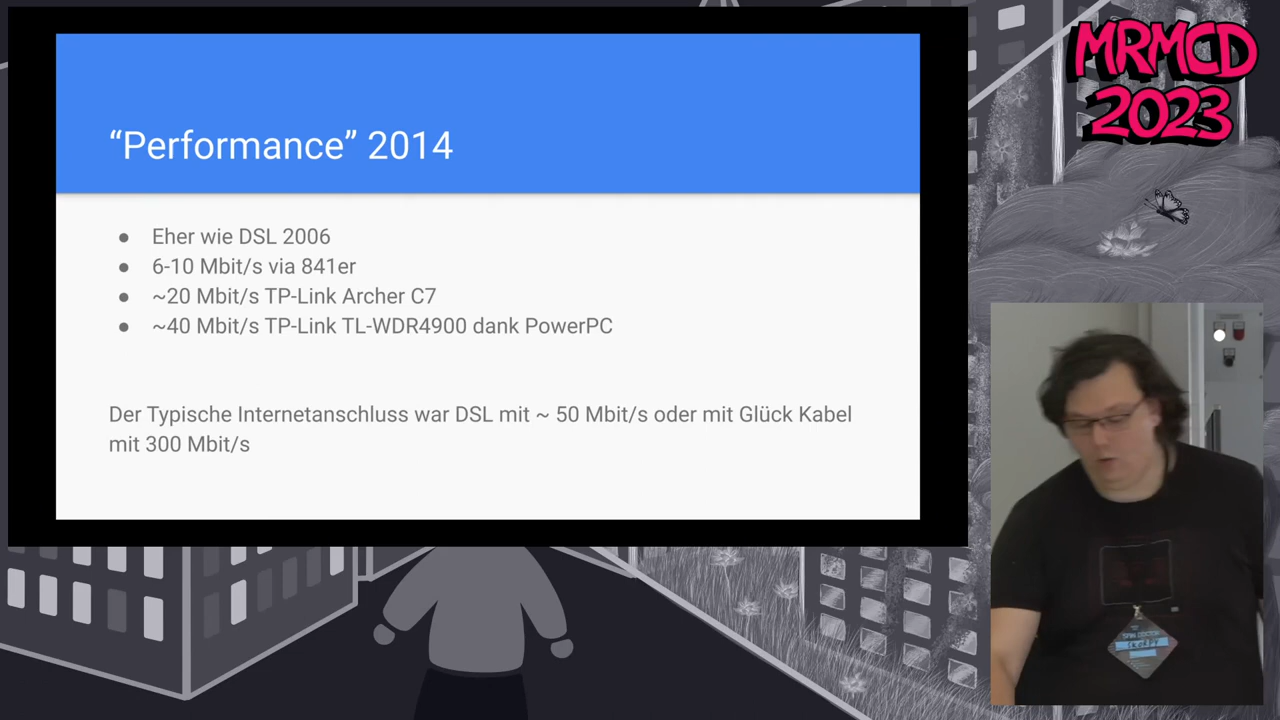 “Performance” 2014
● Eher wie DSL 2006
● 6-10 Mbit/s via 841er
● ~20 Mbit/s TP-Link Archer C7
● ~40 Mbit/s TP-Link TL-WDR4900 dank PowerPC
Der Typische Internetanschluss war DSL mit ~ 50 Mbit/s oder mit Glück Kabel
mit 300 Mbit/s
MRMCD
2023